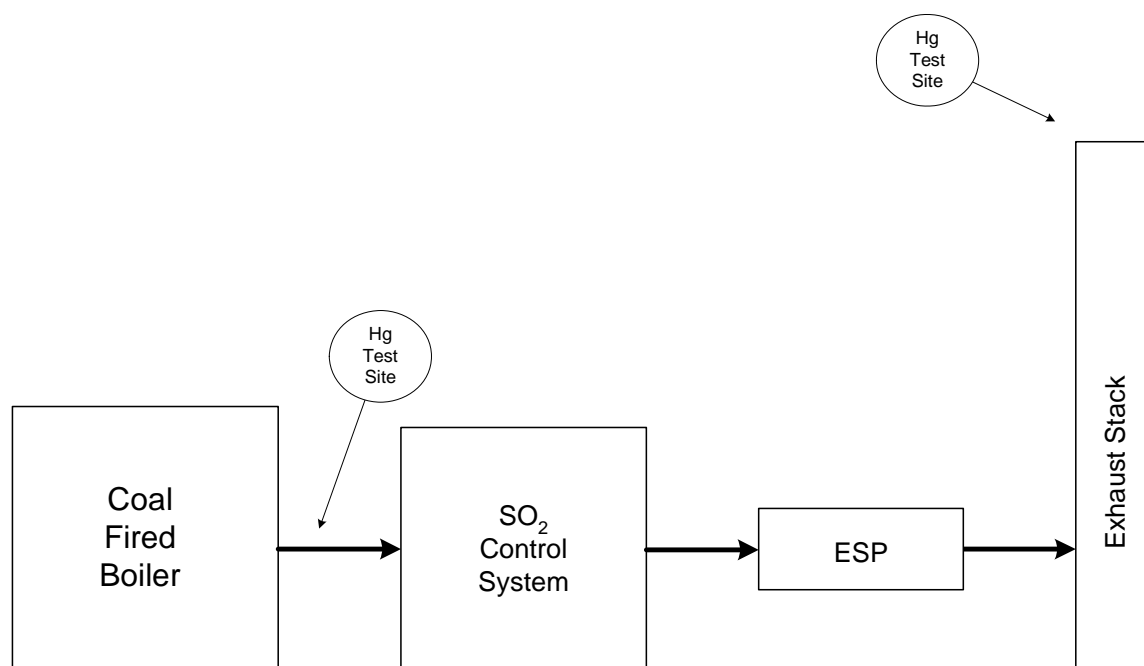 Hg
Test
Site
Hg
Test
Site
Coal
Fired
Boiler
SO₂
Control
System
ESP
Exhaust Stack